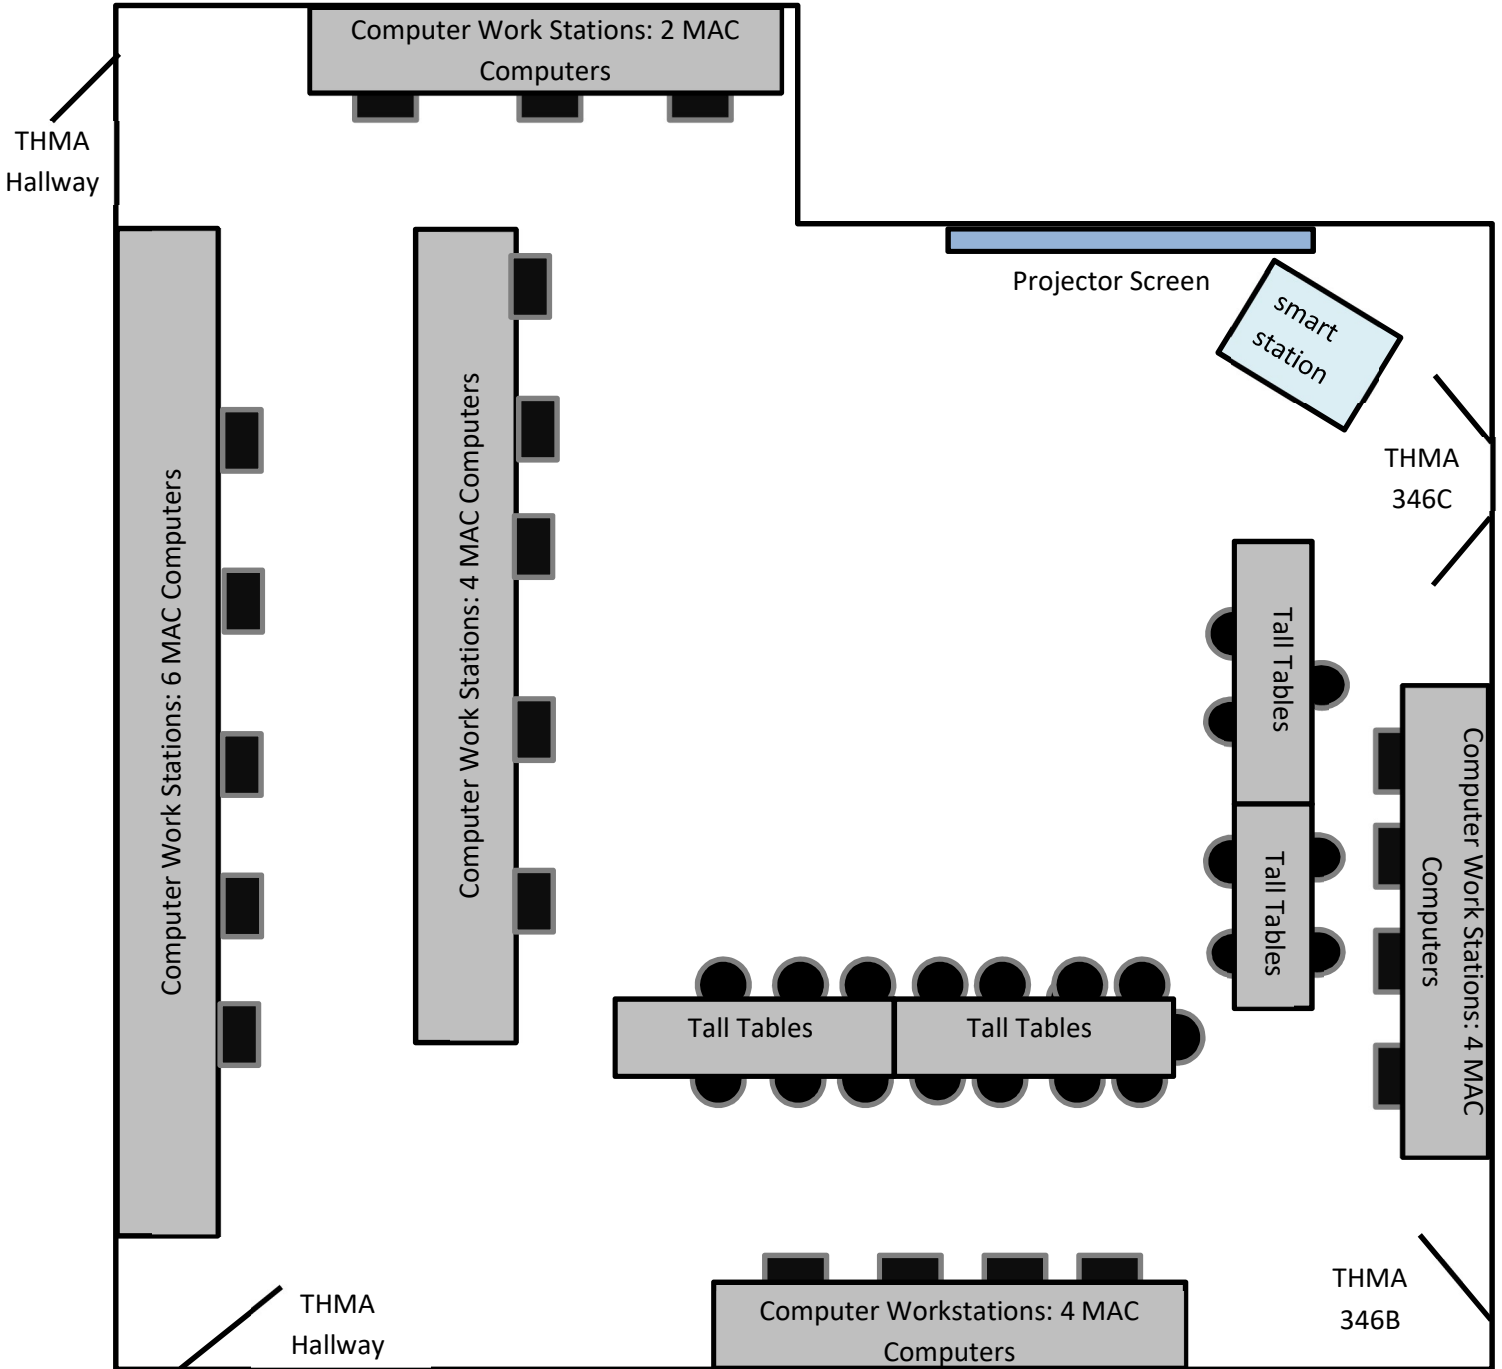 Computer Work Stations: 2 MAC
Computers
THMA
Hallway
Projector Screen
smart
station
THMA
346C
Computer Work Stations: 6 MAC Computers
Computer Work Stations: 4 MAC Computers
Tall Tables
Tall Tables
Computer Work Stations: 4 MAC
Computers
Tall Tables
Tall Tables
THMA
346B
THMA
Hallway
Computer Workstations: 4 MAC
Computers